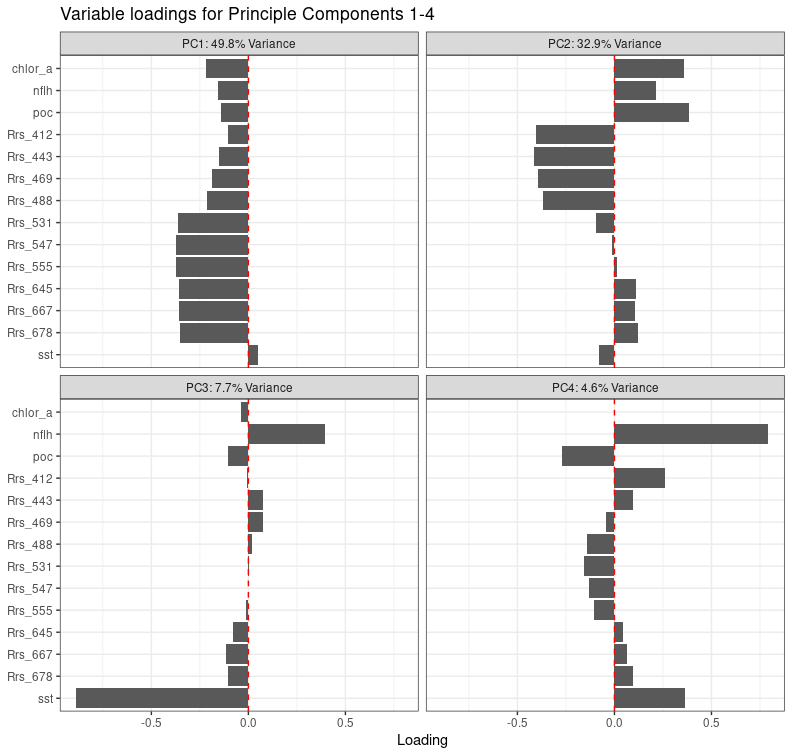 Variable loadings for Principle Components 1-4
PC1: 49.8% Variance
PC2: 32.9% Variance
chlor_a
nflh
poc
Rrs_412
Rrs_443
Rrs_469
Rrs_488
Rrs_531
Rrs_547
Rrs_555
Rrs_645
Rrs_667
Rrs_678
sst
PC3: 7.7% Variance
PC4: 4.6% Variance
chlor_a
nflh
poc
Rrs_412
Rrs_443
Rrs_469
Rrs_488
Rrs_531
Rrs_547
Rrs_555
Rrs_645
Rrs_667
Rrs_678
sst
-0.5 0.0 0.5 -0.5 0.0 0.5
Loading